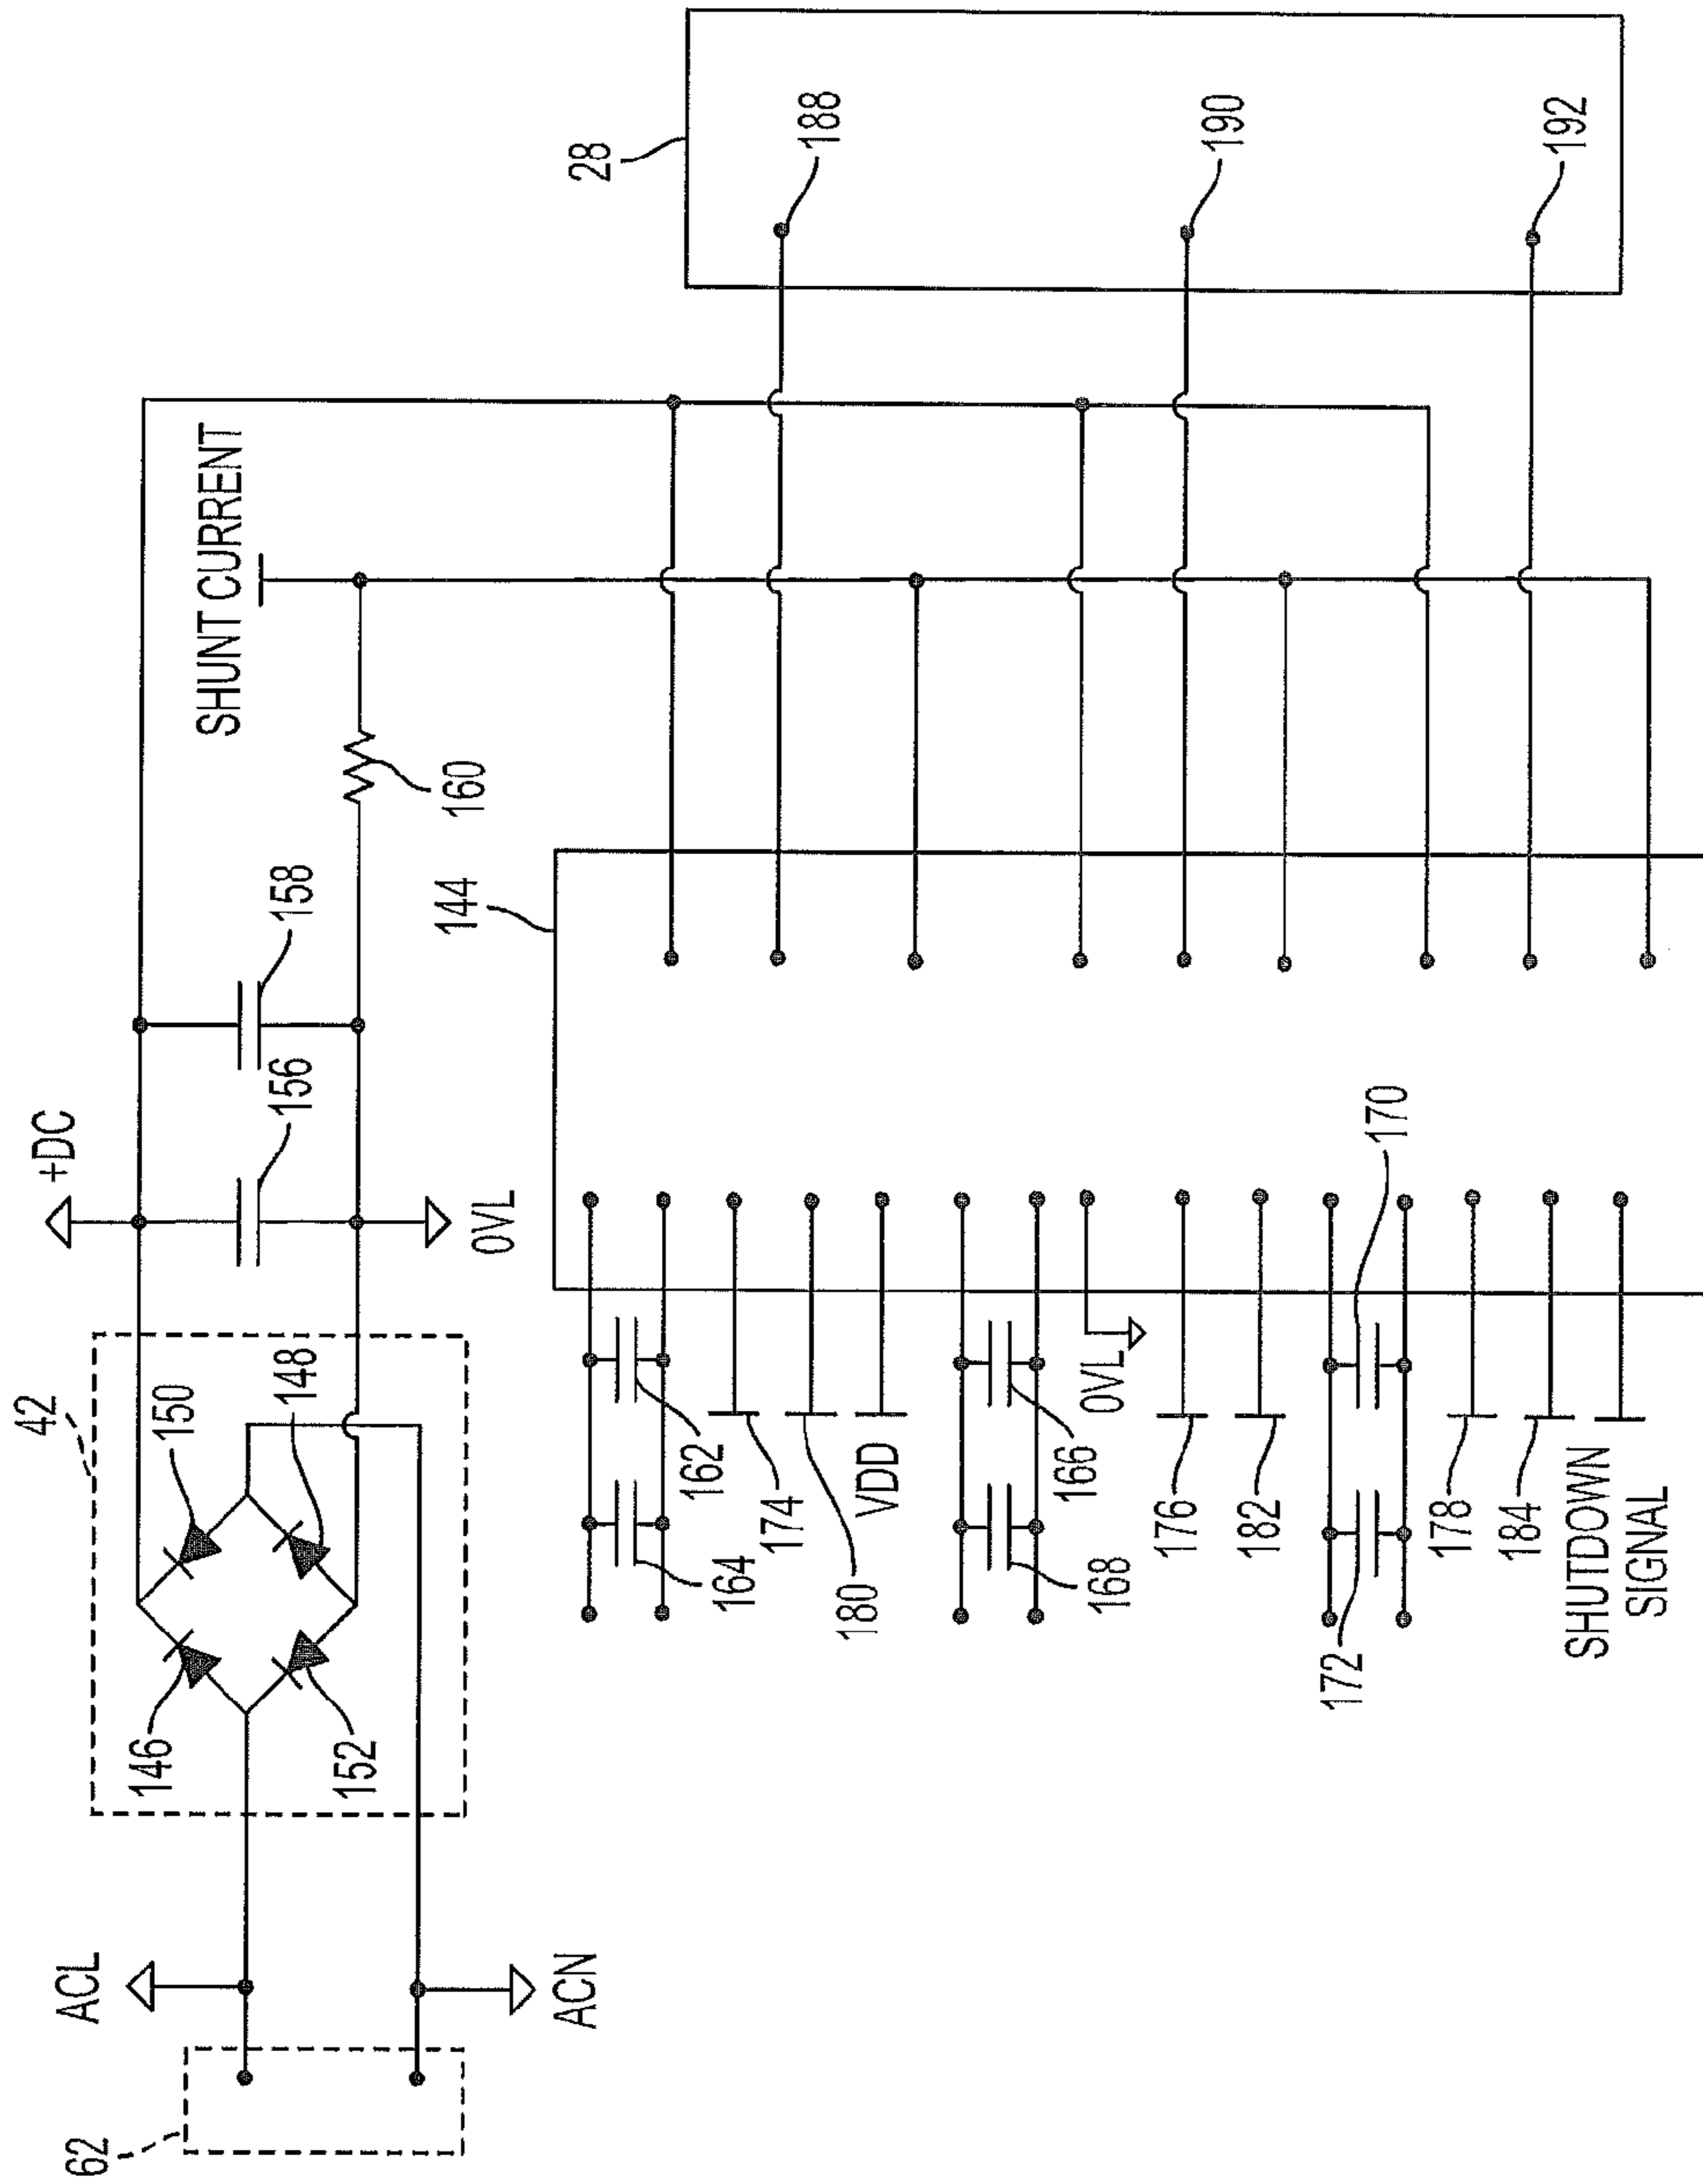 62
ACL
ACN
42
146
150
148
152
+DC
0VL
156
158
160
SHUNT CURRENT
28
188
190
192
144
162
164
174
180
VDD
166
168
0VL
176
182
170
172
178
184
SHUTDOWN
SIGNAL